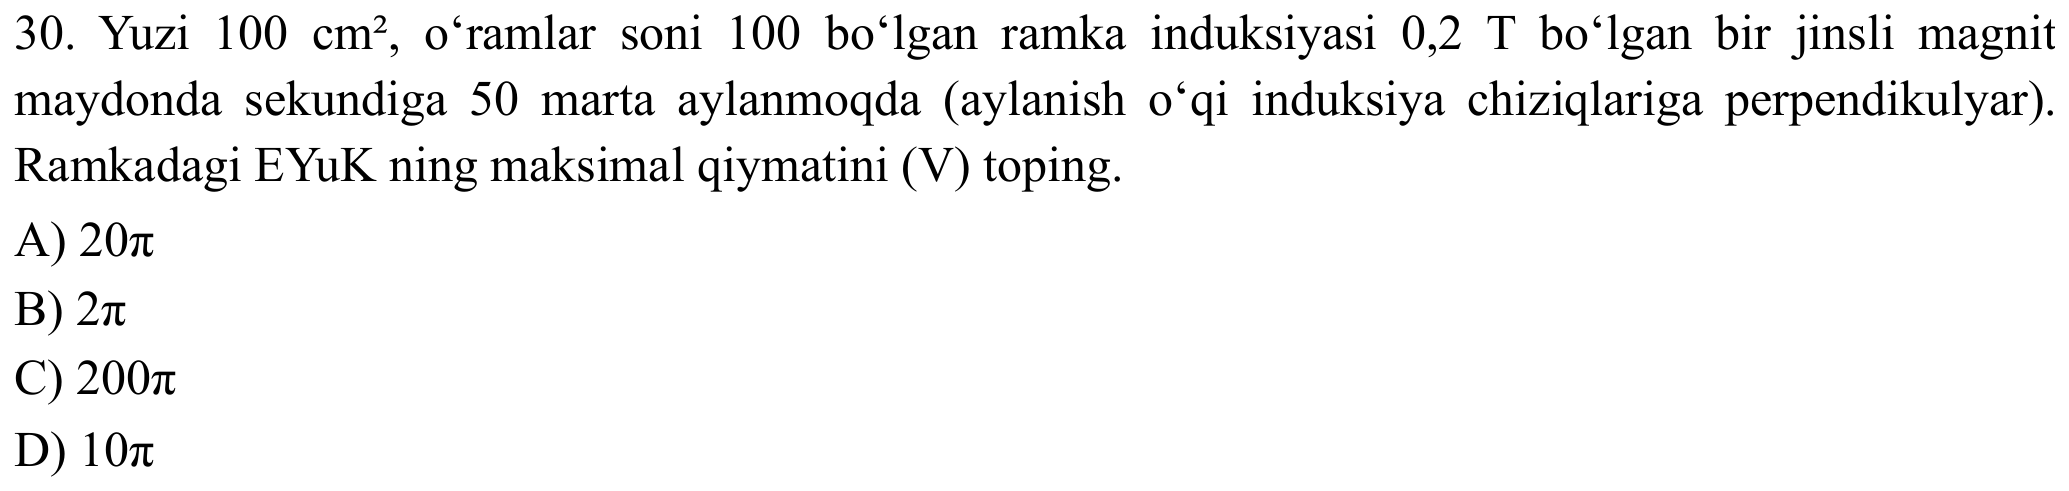 30. Yuzi 100 cm², o‘ramlar soni 100 bo‘lgan ramka induksiyasi 0,2 T bo‘lgan bir jinsli magnit
maydonda sekundiga 50 marta aylanmoqda (aylanish o‘qi induksiya chiziqlariga perpendikulyar).
Ramkadagi EYuK ning maksimal qiymatini (V) toping.
A) 20π
B) 2π
C) 200π
D) 10π